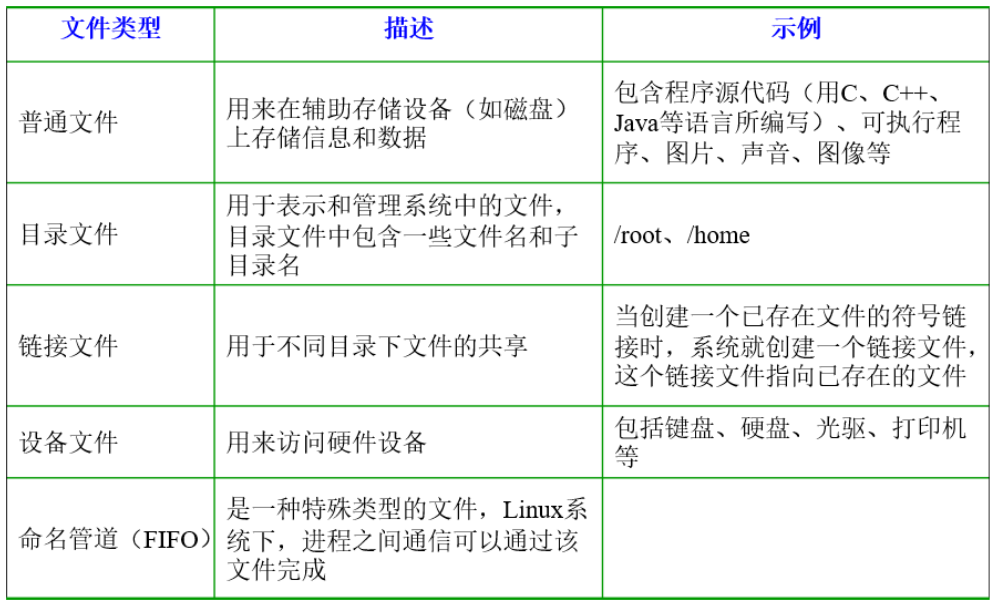 文件类型 描述 示例
普通文件
用来在辅助存储设备（如磁盘）
上存储信息和数据
包含程序源代码（用C、C++、
Java等语言所编写）、可执行程
序、图片、声音、图像等
目录文件
用于表示和管理系统中的文件，
目录文件中包含一些文件名和子
目录名
/root、/home
链接文件
用于不同目录下文件的共享
当创建一个已存在文件的符号链
接时，系统就创建一个链接文件，
这个链接文件指向已存在的文件
设备文件
用来访问硬件设备
包括键盘、硬盘、光驱、打印机
等
命名管道（FIFO）
是一种特殊类型的文件，Linux系
统下，进程之间通信可以通过该
文件完成